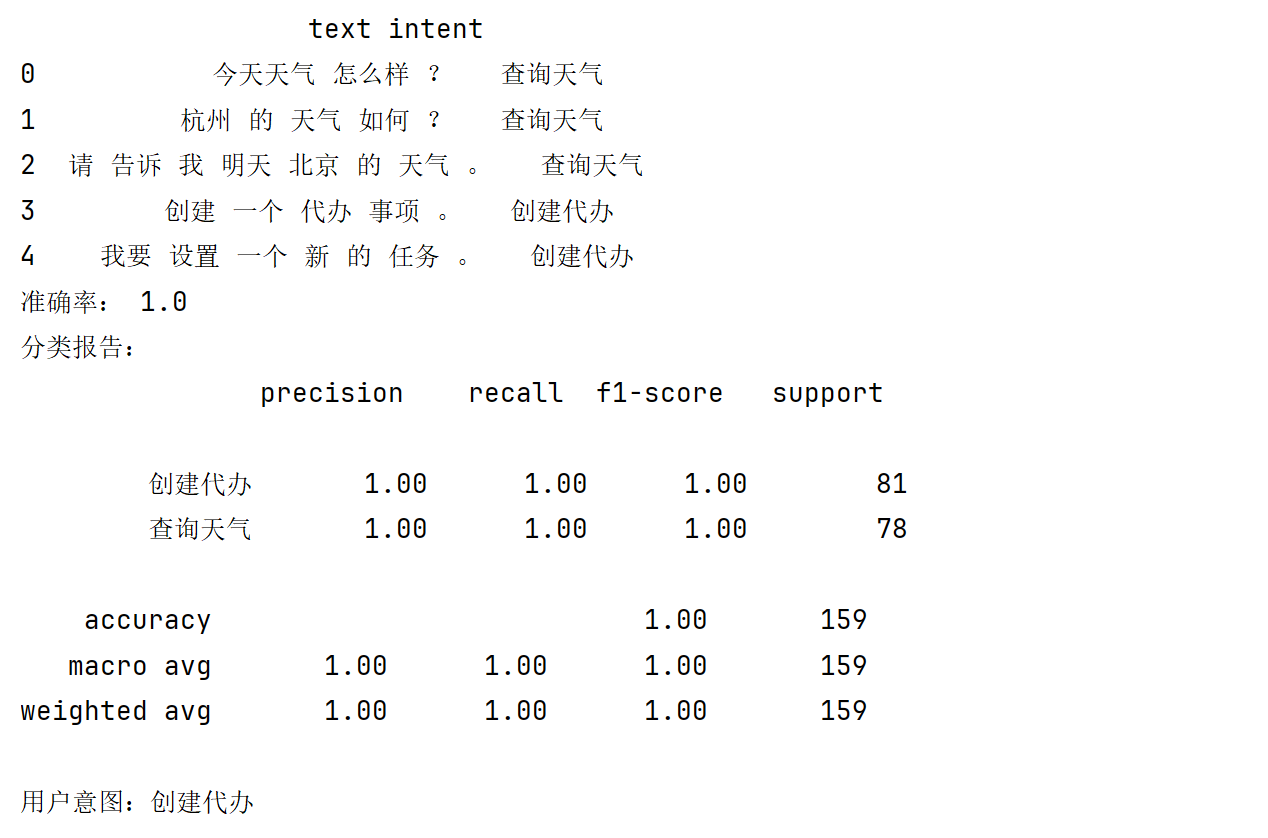 text intent
0 今天天气 怎么样 ? 查询天气
1 杭州 的 天气 如何 ? 查询天气
2 请 告诉 我 明天 北京 的 天气 。 查询天气
3 创建 一个 代办 事项 。 创建代办
4 我要 设置 一个 新 的 任务 。 创建代办
准确率： 1.0
分类报告：
precision recall f1-score support
创建代办 1.00 1.00 1.00 81
查询天气 1.00 1.00 1.00 78
accuracy 1.00 159
macro avg 1.00 1.00 1.00 159
weighted avg 1.00 1.00 1.00 159
用户意图：创建代办